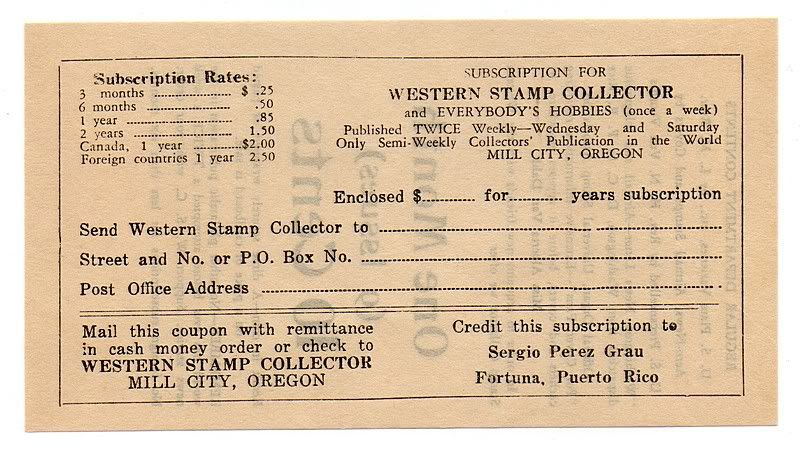 Subscription Rates:
3 months ........................ $ .25
6 months ........................ .50
1 year ........................ .85
2 years ........................ 1.50
Canada, 1 year ................$2.00
Foreign countries 1 year 2.50
SUBSCRIPTION FOR
WESTERN STAMP COLLECTOR
and EVERYBODY'S HOBBIES (once a week)
Published TWICE Weekly—Wednesday and Saturday
Only Semi-Weekly Collectors' Publication in the World
MILL CITY, OREGON
Enclosed $............ for............ years subscription
Send Western Stamp Collector to ................................................
Street and No. or P.O. Box No. ................................................
Post Office Address ................................................
Mail this coupon with remittance
in cash money order or check to
WESTERN STAMP COLLECTOR
MILL CITY, OREGON
Credit this subscription to
Sergio Perez Grau
Fortuna, Puerto Rico